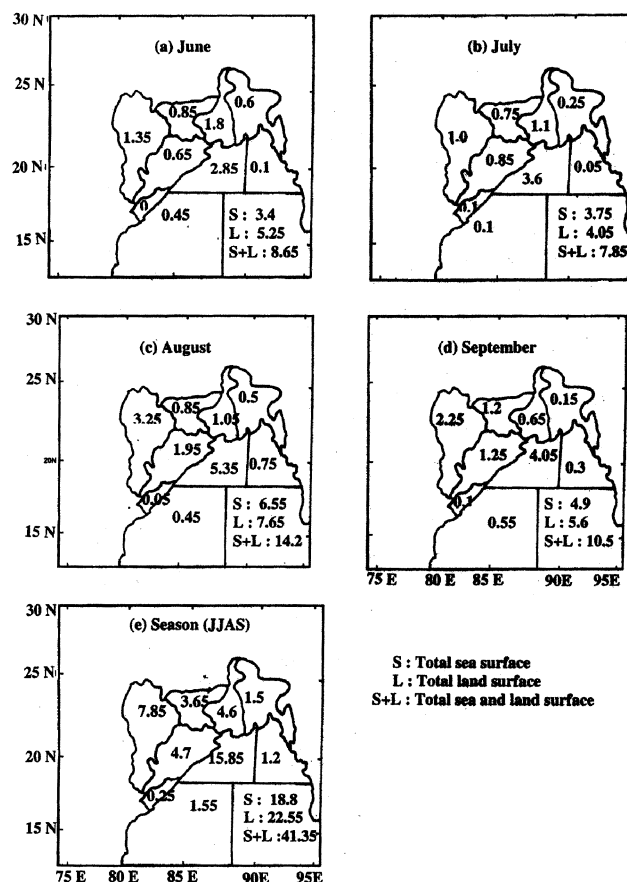 30 N
(a) June
25 N
0.85
0.6
1.8
1.35
0.65
20 N
2.85
0.1
0
0.45
15 N
S : 3.4
L : 5.25
S+L : 8.65
30 N
(b) July
25 N
0.75
0.25
1.1
1.0
0.85
20 N
3.6
0.05
0.1
0.1
15 N
S : 3.75
L : 4.05
S+L : 7.85
30 N
(c) August
25 N
0.85
0.5
3.25
1.05
1.95
20N
5.35
0.75
0.05
0.45
15 N
S : 6.55
L : 7.65
S+L : 14.2
(d) September
1.2
0.15
2.25
0.65
1.25
4.05
0.3
0.1
0.55
S : 4.9
L : 5.6
S+L : 10.5
75 E 80 E 85 E 90E 95E
30 N
(e) Season (JJAS)
25 N
3.65
1.5
7.85
4.6
4.7
20 N
15.85
1.2
0.25
1.55
15 N
S : 18.8
L : 22.55
S+L :41.35
75 E 80 E 85 E 90E 95E
S : Total sea surface
L : Total land surface
S+L : Total sea and land surface